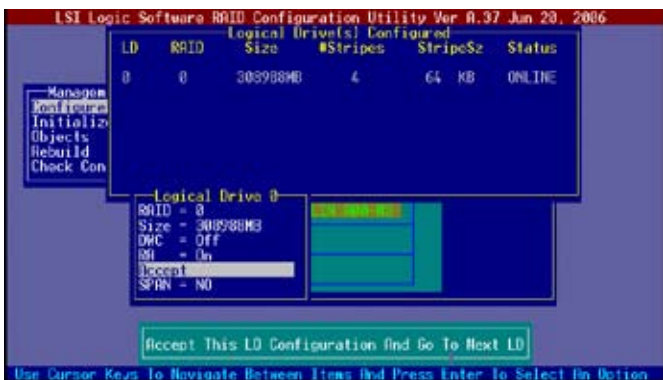 LSI Logic Software RAID Configuration Utility Ver A.37 Jun 20, 2006
Logical Drive(s) Configured
LD RAID Size #Stripes StripeSz Status
0 0 308988MB 4 64 KB ONLINE
Managem
Configure
Initializ
Objects
Rebuild
Check Con
Logical Drive 0
RAID = 0
Size = 308988MB
DWC = Off
RA = On
Accept
SPAN = NO
Accept This LD Configuration And Go To Next LD
Use Cursor Keys To Navigate Between Items And Press Enter To Select An Option